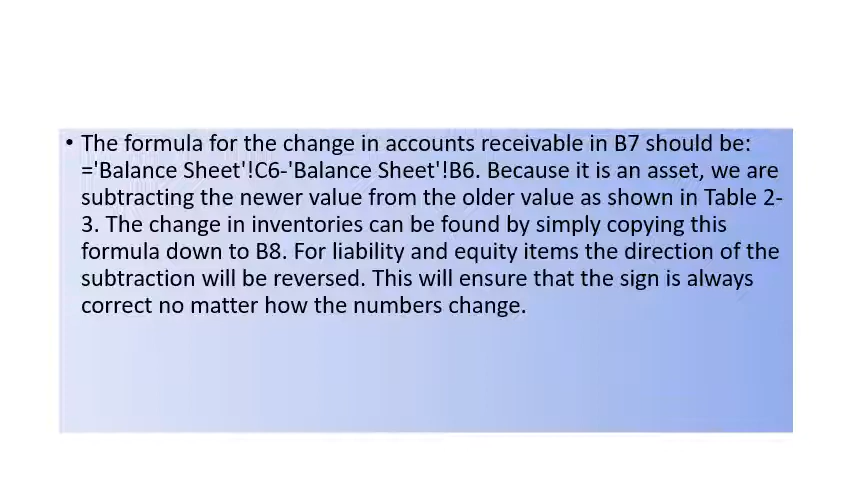 • The formula for the change in accounts receivable in B7 should be:
='Balance Sheet'!C6-'Balance Sheet'!B6. Because it is an asset, we are
subtracting the newer value from the older value as shown in Table 2-
3. The change in inventories can be found by simply copying this
formula down to B8. For liability and equity items the direction of the
subtraction will be reversed. This will ensure that the sign is always
correct no matter how the numbers change.